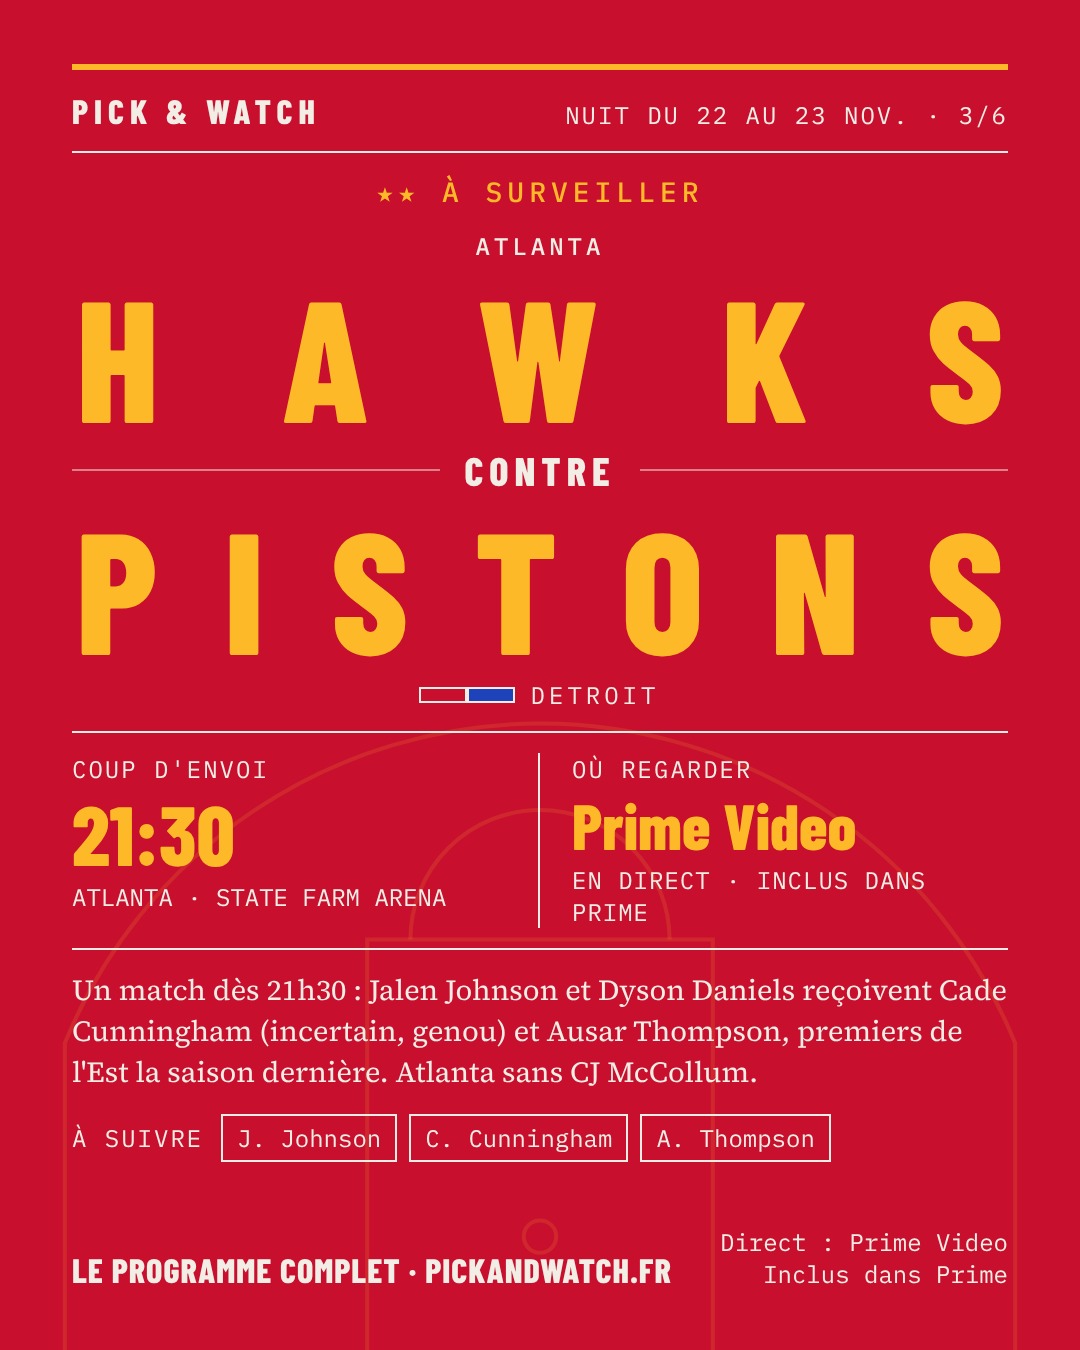 PICK & WATCH
NUIT DU 22 AU 23 NOV. · 3/6
★★ À SURVEILLER
ATLANTA
HAWKS
CONTRE
PISTONS
DETROIT
COUP D'ENVOI
21:30
ATLANTA · STATE FARM ARENA
OÙ REGARDER
Prime Video
EN DIRECT · INCLUS DANS
PRIME
Un match dès 21h30 : Jalen Johnson et Dyson Daniels reçoivent Cade
Cunningham (incertain, genou) et Ausar Thompson, premiers de
l'Est la saison dernière. Atlanta sans CJ McCollum.
À SUIVRE J. Johnson C. Cunningham A. Thompson
LE PROGRAMME COMPLET · PICKANDWATCH.FR
Direct : Prime Video
Inclus dans Prime